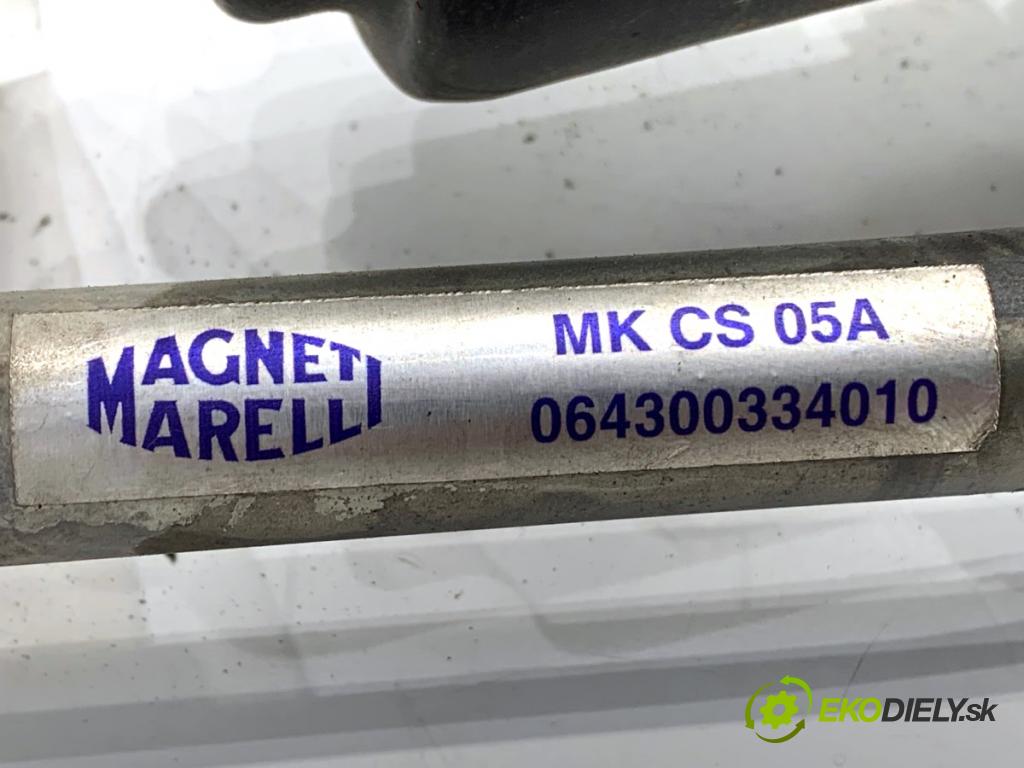 MAGNETI
MARELLI
MK CS 05A
064300334010
EKODIELY.sk